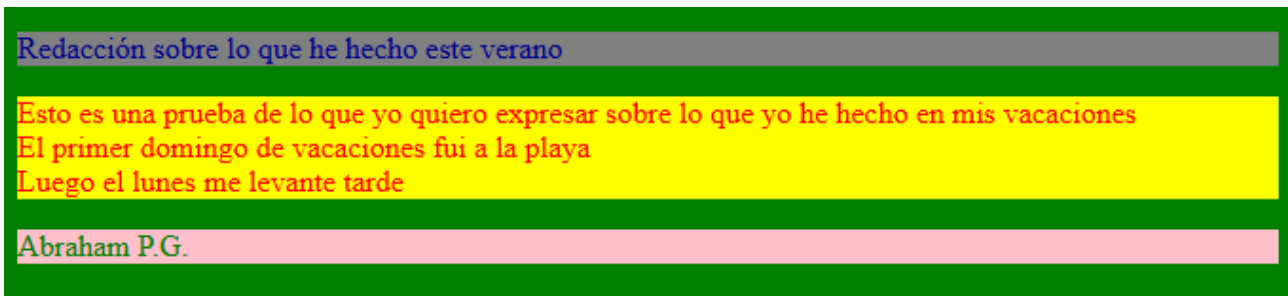 Redacción sobre lo que he hecho este verano
Esto es una prueba de lo que yo quiero expresar sobre lo que yo he hecho en mis vacaciones
El primer domingo de vacaciones fui a la playa
Luego el lunes me levante tarde
Abraham P.G.